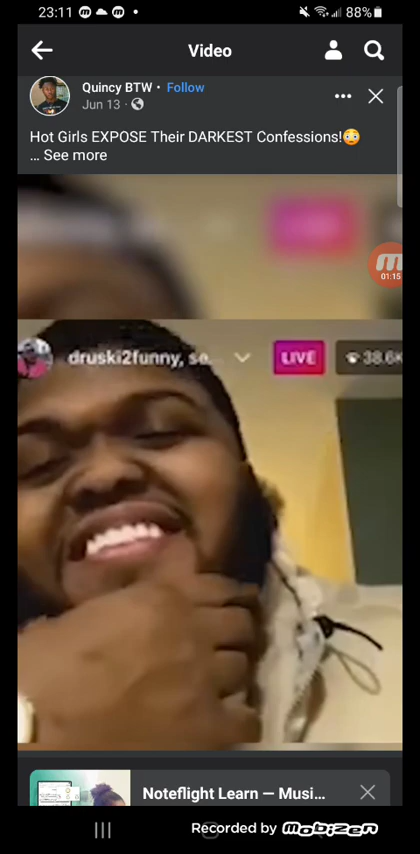 23:11
88%
Video
Quincy BTW · Follow
Jun 13 ·
Hot Girls EXPOSE Their DARKEST Confessions!😳
... See more
01:15
druski2funny, se...
LIVE
38.6K
Noteflight Learn — Musi...
Recorded by MOBIZEN